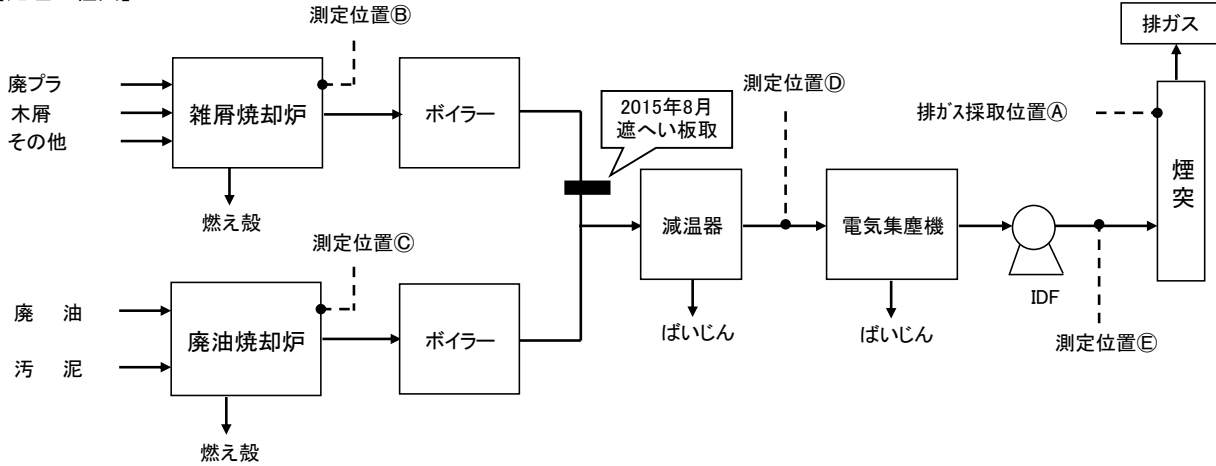 測定位置Ⓑ
排ガス
廃プラ
木屑
その他
雑屑焼却炉
ボイラー
2015年8月
遮へい板取
測定位置Ⓓ
排ガス採取位置Ⓐ
燃え殻
減温器
電気集塵機
煙突
測定位置Ⓒ
IDF
廃 油
汚 泥
廃油焼却炉
ボイラー
ばいじん
ばいじん
測定位置Ⓔ
燃え殻